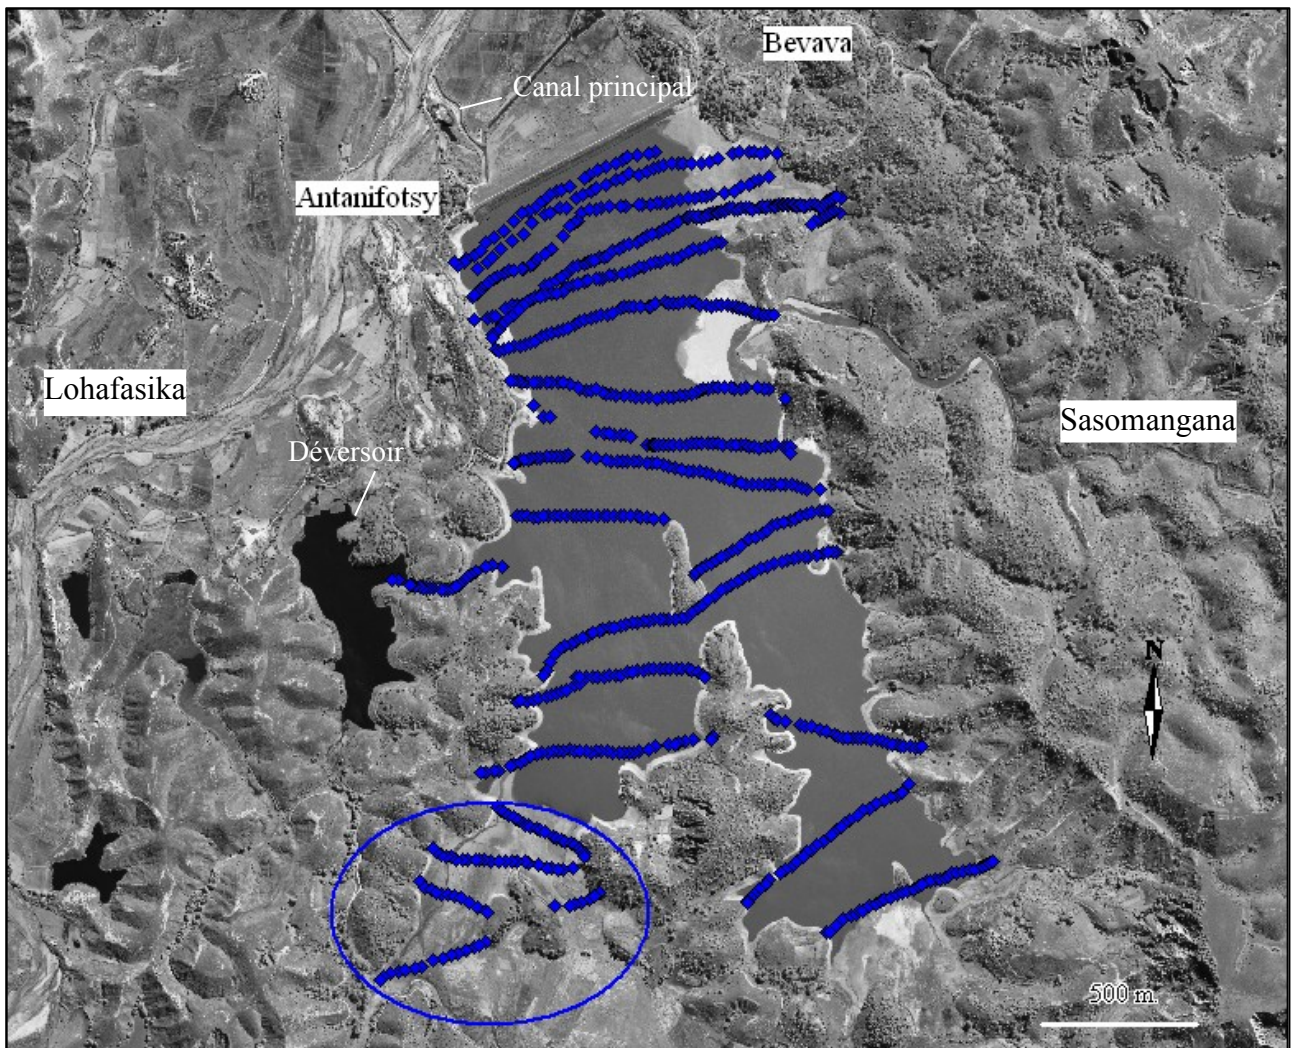 Bevava
Canal principal
Antanifotsy
Lohafasika
Sasomangana
Déversoir
N
500 m.